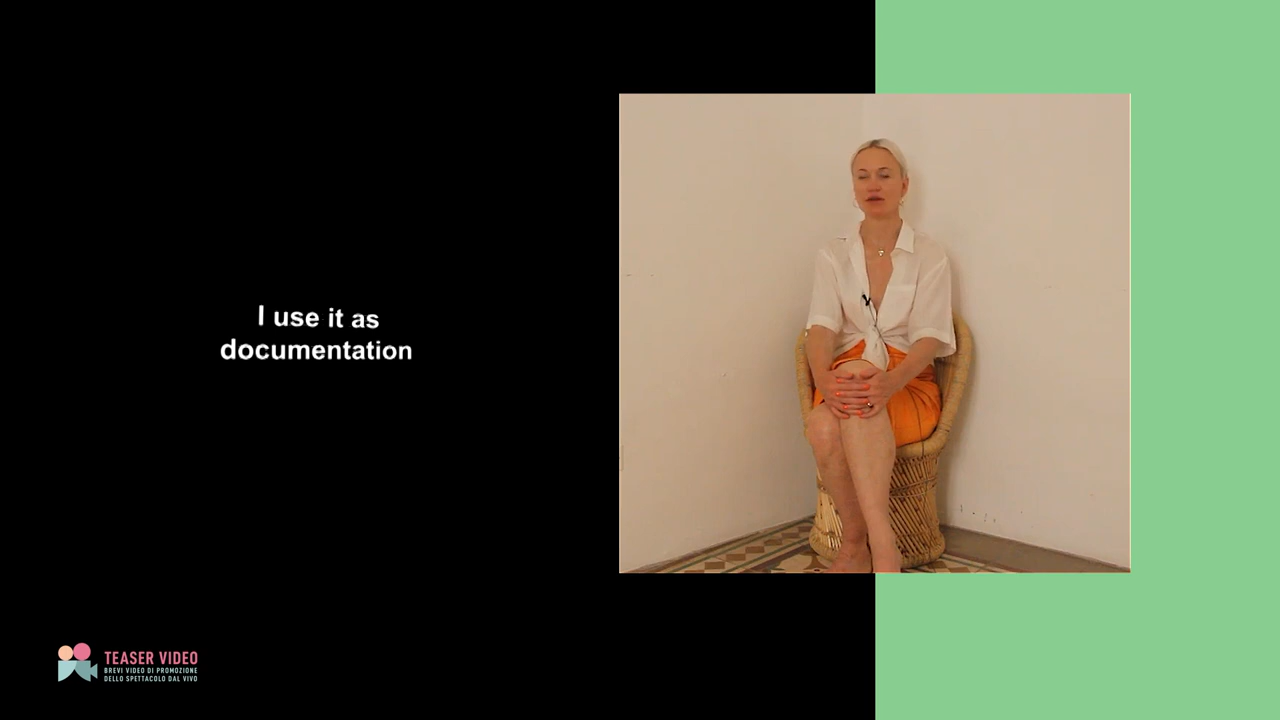 I use it as
documentation
TEASER VIDEO
BREVI VIDEO DI PROMOZIONE
DELLO SPETTACOLO DAL VIVO